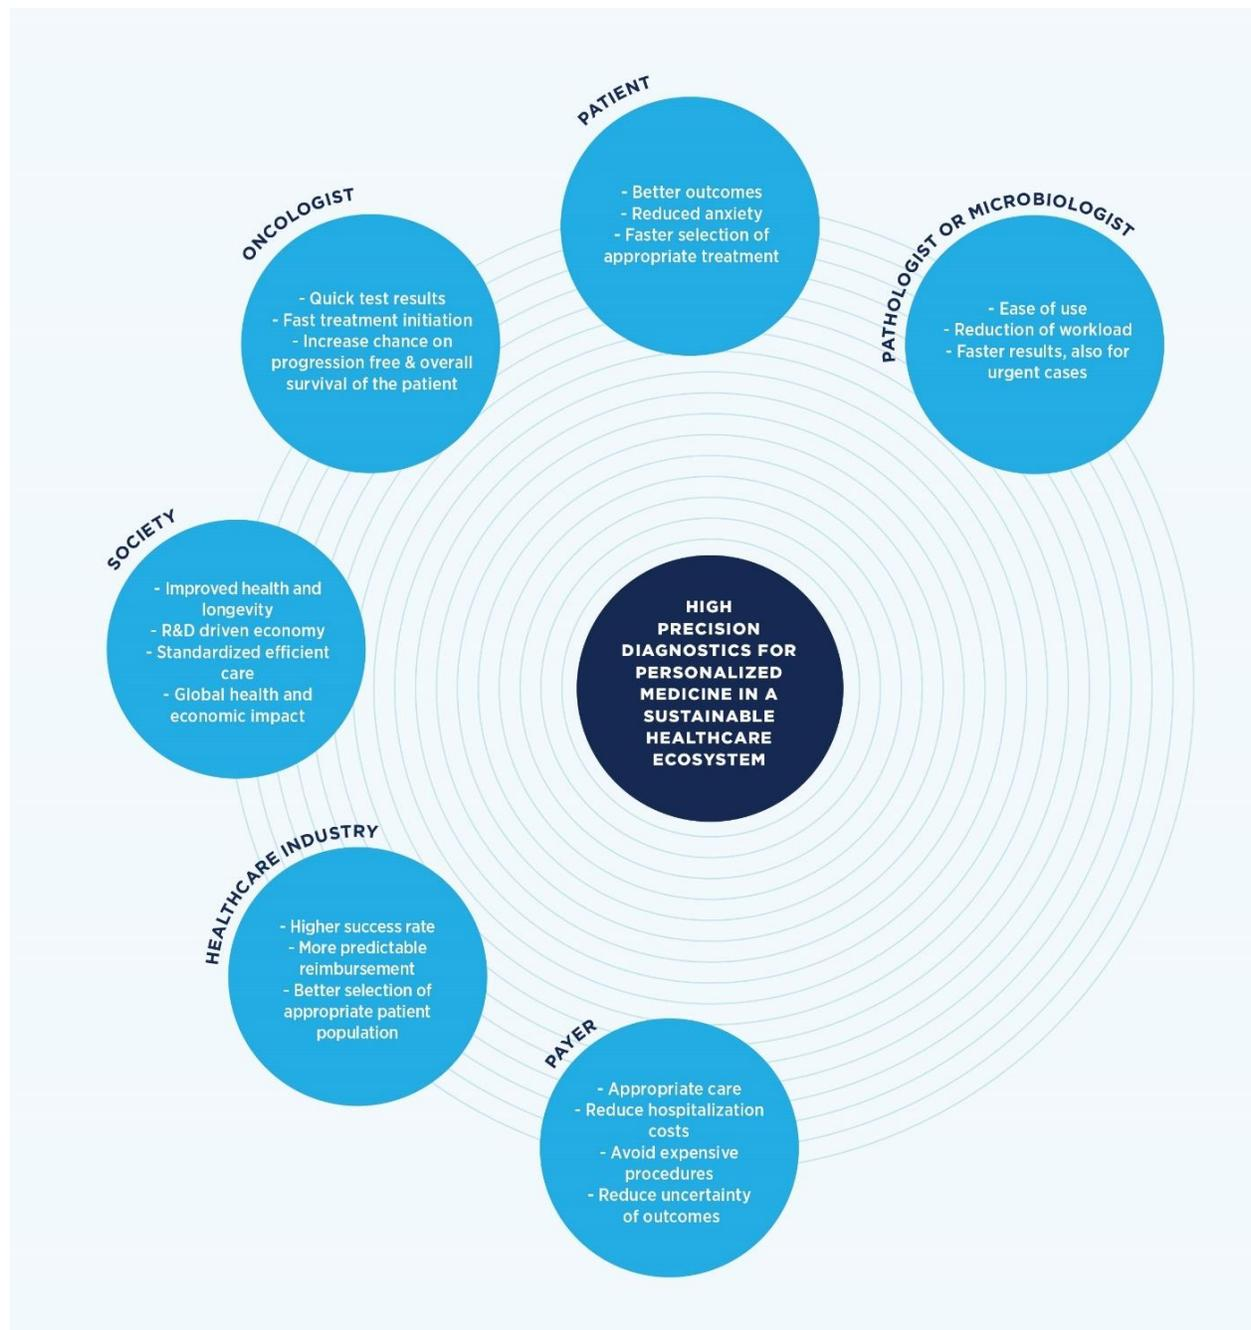 PATIENT
- Better outcomes
- Reduced anxiety
- Faster selection of
appropriate treatment
ONCOLOGIST
- Quick test results
- Fast treatment initiation
- Increase chance on
progression free & overall
survival of the patient
PATHOLOGIST OR MICROBIOLOGIST
- Ease of use
- Reduction of workload
- Faster results, also for
urgent cases
SOCIETY
- Improved health and
longevity
- R&D driven economy
- Standardized efficient
care
- Global health and
economic impact
HIGH
PRECISION
DIAGNOSTICS FOR
PERSONALIZED
MEDICINE IN A
SUSTAINABLE
HEALTHCARE
ECOSYSTEM
HEALTHCARE INDUSTRY
- Higher success rate
- More predictable
reimbursement
- Better selection of
appropriate patient
population
PAYER
- Appropriate care
- Reduce hospitalization
costs
- Avoid expensive
procedures
- Reduce uncertainty
of outcomes